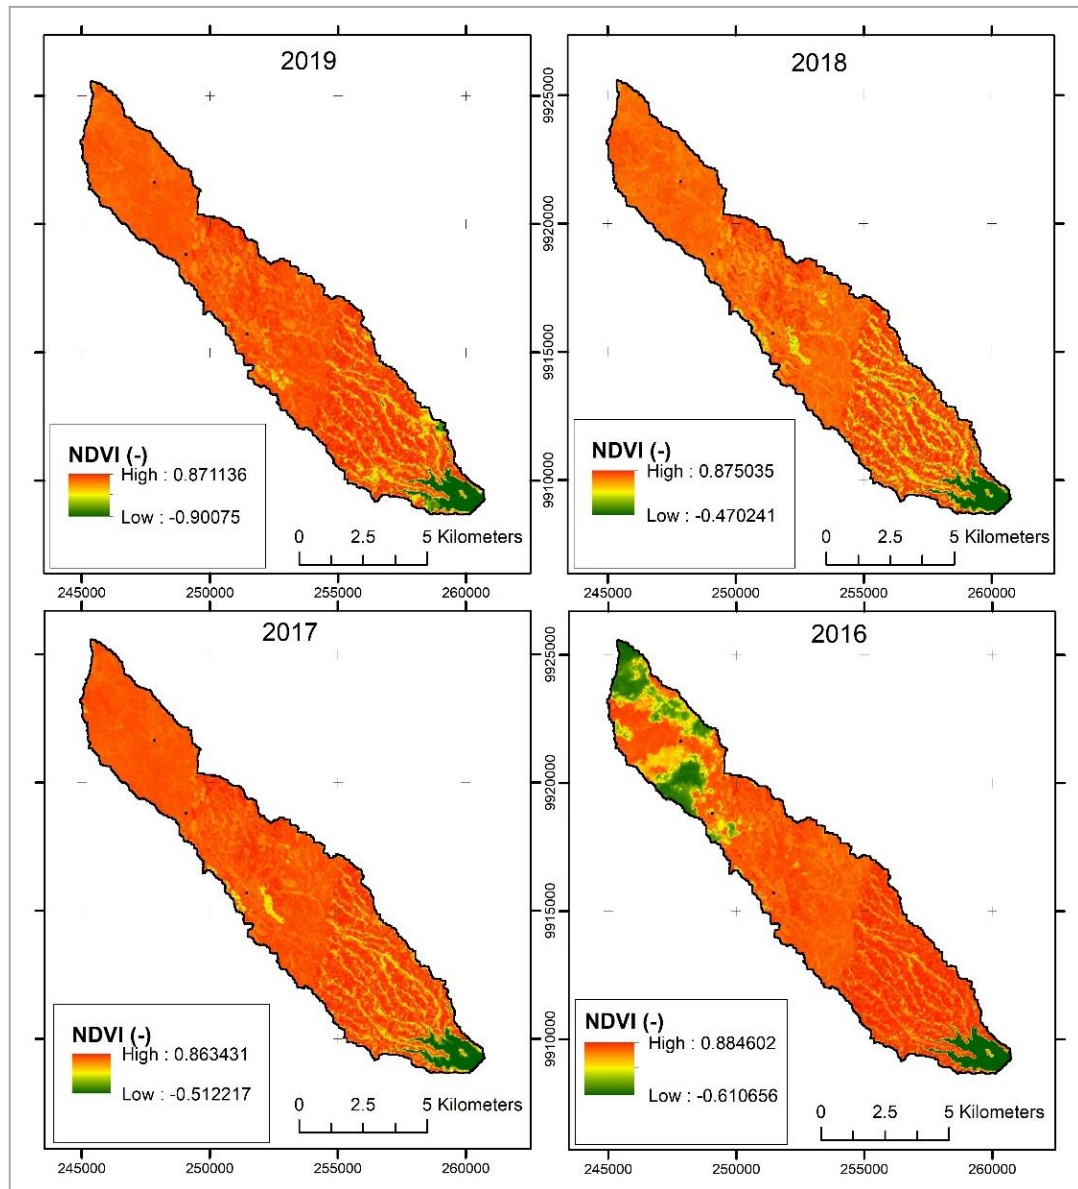 2019
2018
9925000
9920000
9915000
9910000
NDVI (-)
High : 0.871136
Low : -0.90075
0 2.5 5 Kilometers
NDVI (-)
High : 0.875035
Low : -0.470241
0 2.5 5 Kilometers
245000 250000 255000 260000
245000 250000 255000 260000
2017
2016
9925000
9920000
9915000
9910000
NDVI (-)
High : 0.863431
Low : -0.512217
0 2.5 5 Kilometers
NDVI (-)
High : 0.884602
Low : -0.610656
0 2.5 5 Kilometers
245000 250000 255000 260000
245000 250000 255000 260000